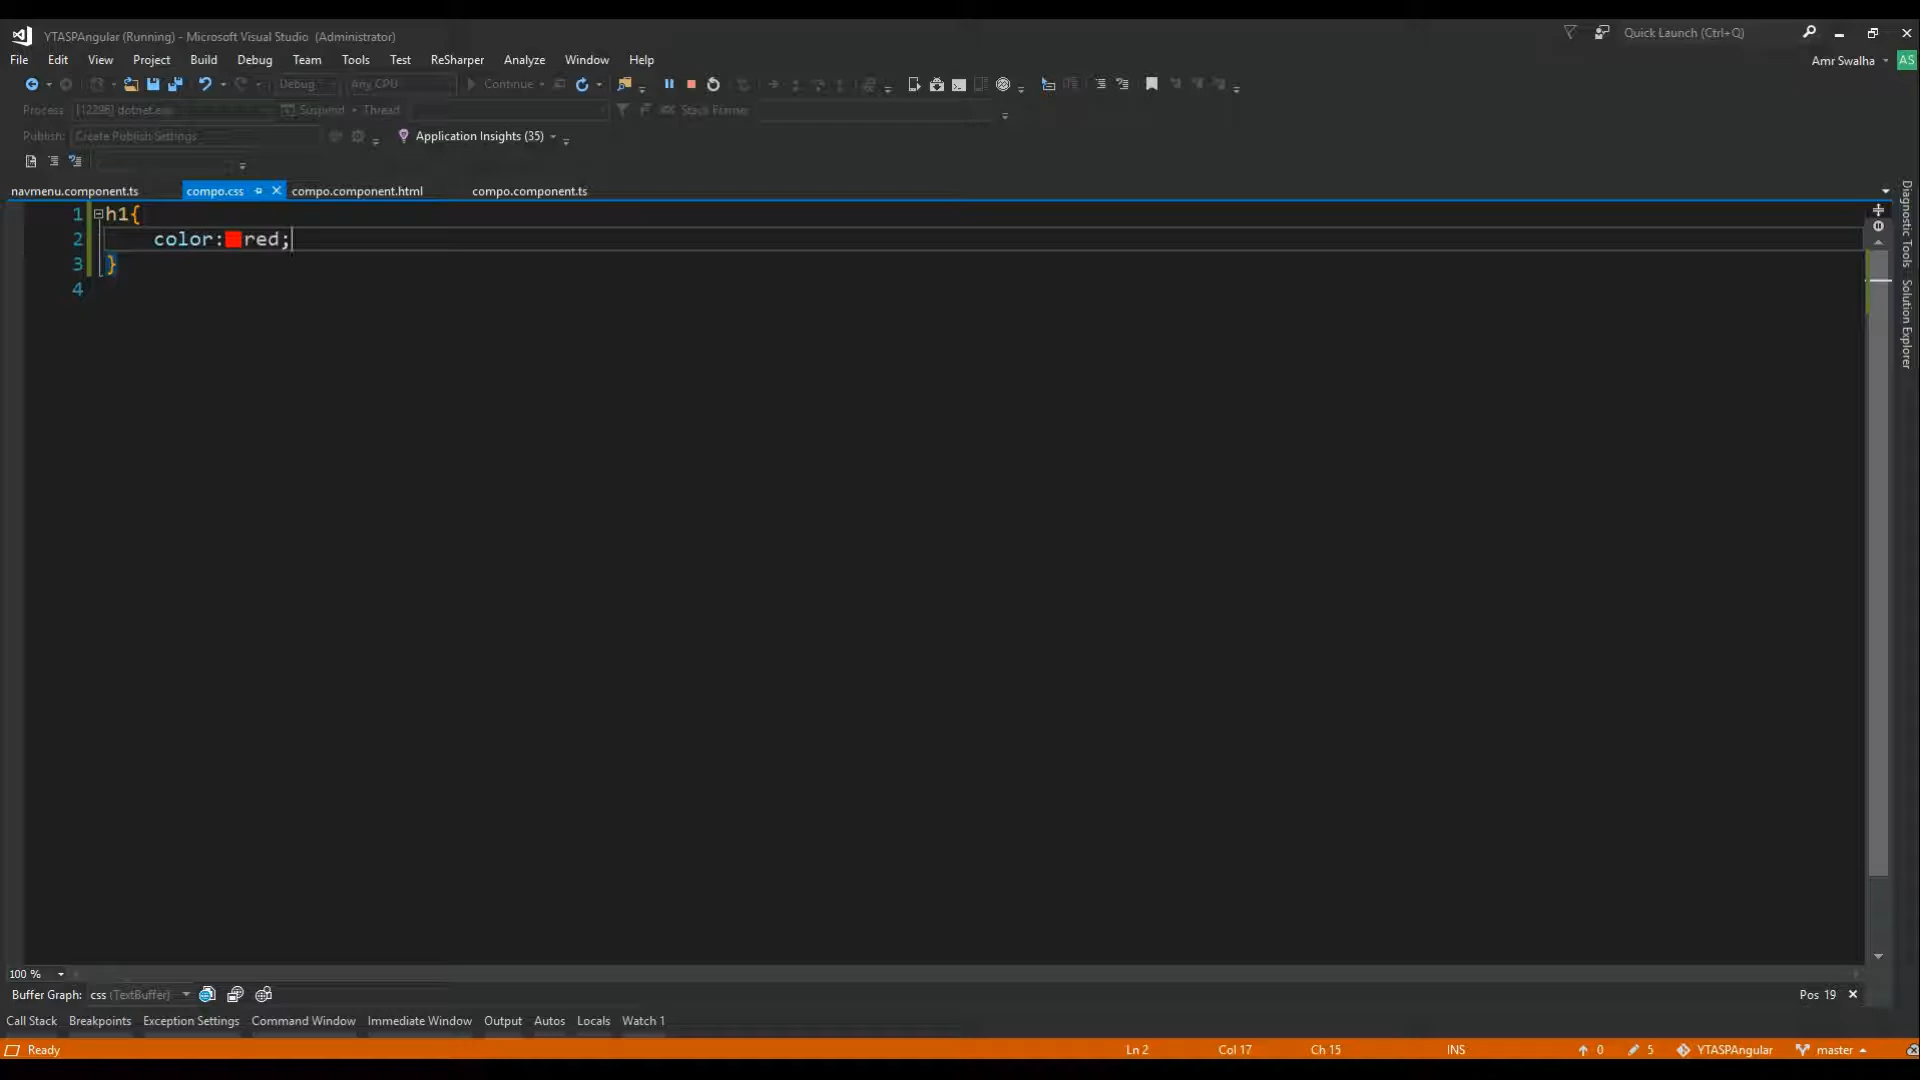 YTASPAngular (Running) - Microsoft Visual Studio (Administrator)
Quick Launch (Ctrl+Q)
File Edit View Project Build Debug Team Tools Test ReSharper Analyze Window Help
Amr Swalha AS
Debug Any CPU Continue
Process: [12296] dotnet.exe Suspend Thread Stack Frame:
Publish: Create Publish Settings Application Insights (35)
navmenu.component.ts compo.css compo.component.html compo.component.ts
1 h1{
2 color:red;
3 }
4
Diagnostic Tools
Solution Explorer
100 %
Buffer Graph: css (TextBuffer) Pos 19
Call Stack Breakpoints Exception Settings Command Window Immediate Window Output Autos Locals Watch 1
Ready Ln 2 Col 17 Ch 15 INS 0 5 YTASPAngular master